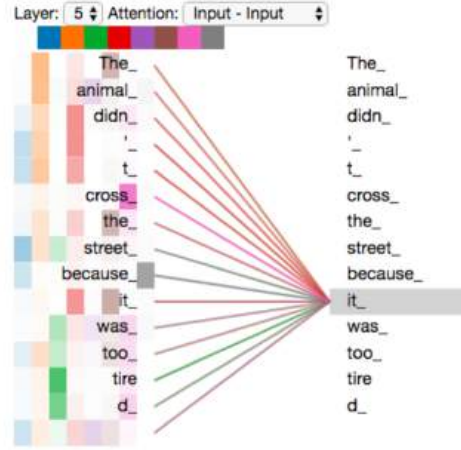 Layer: 5 Attention: Input - Input
The_ The_
animal_ animal_
didn_ didn_
'_ '_
t_ t_
cross_ cross_
the_ the_
street_ street_
because_ because_
it_ it_
was_ was_
too_ too_
tire tire
d_ d_